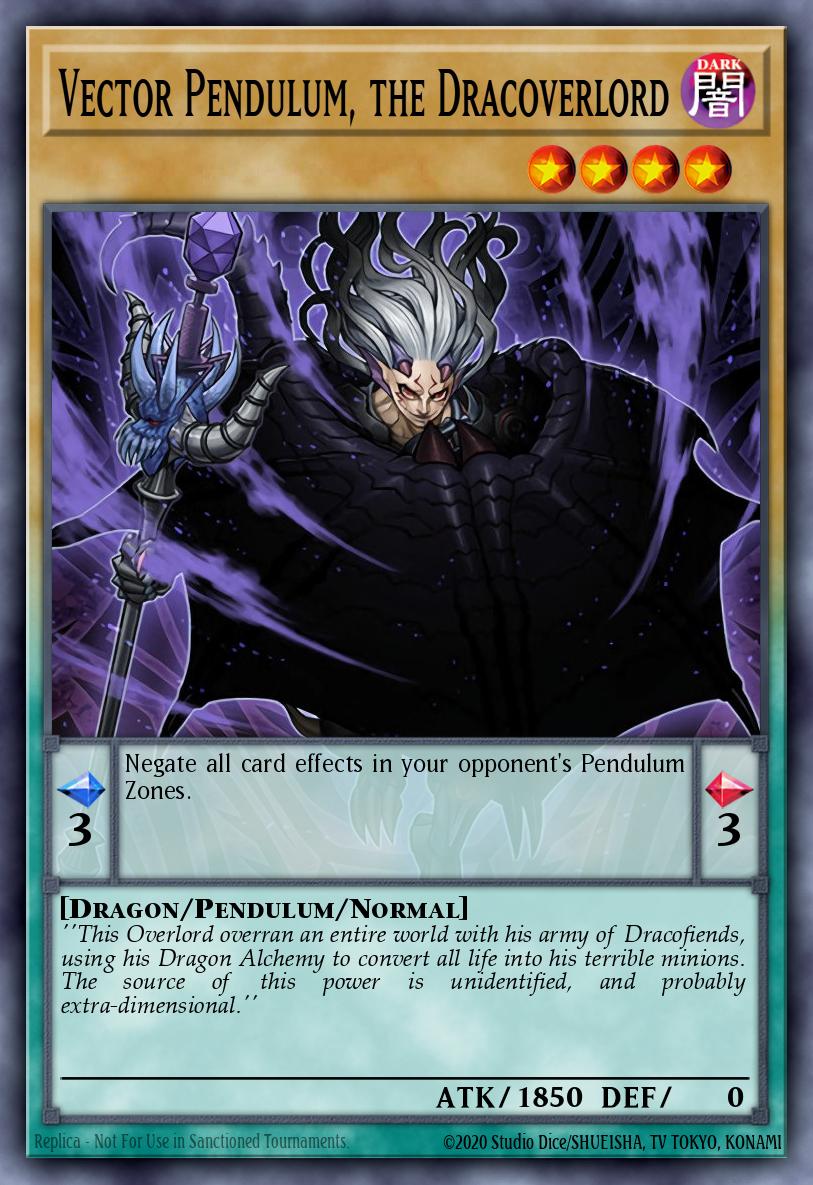 Vector Pendulum, the Dracoverlord
DARK
闇
Negate all card effects in your opponent's Pendulum
Zones.
3
3
[Dragon/Pendulum/Normal]
''This Overlord overran an entire world with his army of Dracofiends,
using his Dragon Alchemy to convert all life into his terrible minions.
The source of this power is unidentified, and probably
extra-dimensional.''
ATK/1850 DEF/ 0
Replica - Not For Use in Sanctioned Tournaments.
©2020 Studio Dice/SHUEISHA, TV TOKYO, KONAMI